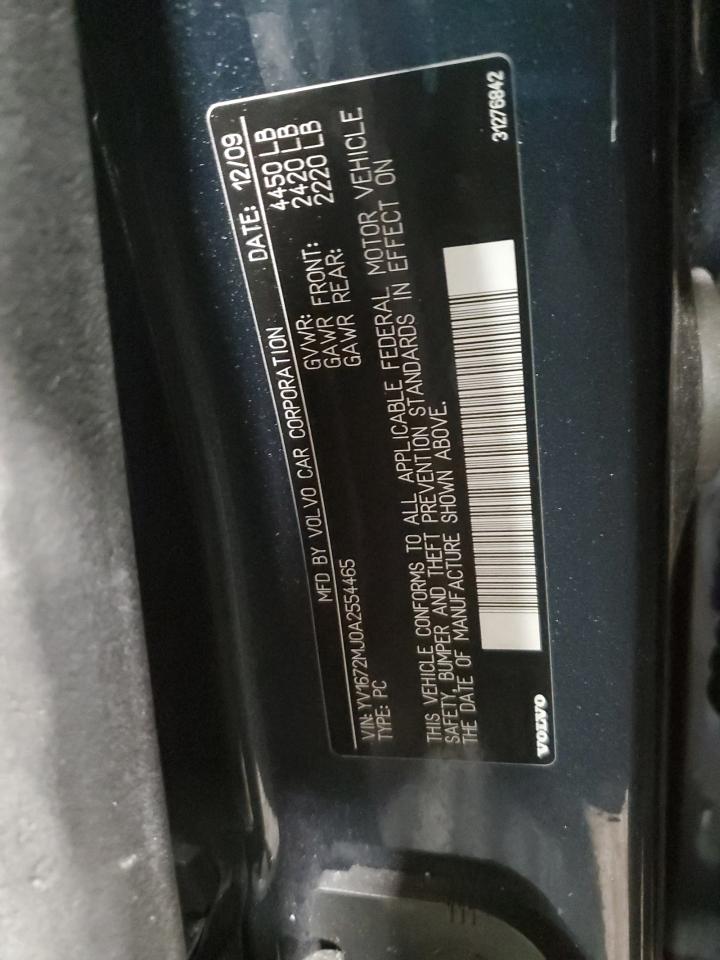 MFD BY VOLVO CAR CORPORATION DATE: 12/09
VIN: YV1672MJ0A2554465
TYPE: PC
GVWR: 4450 LB
GAWR FRONT: 2420 LB
GAWR REAR: 2220 LB
THIS VEHICLE CONFORMS TO ALL APPLICABLE FEDERAL MOTOR VEHICLE
SAFETY, BUMPER AND THEFT PREVENTION STANDARDS IN EFFECT ON
THE DATE OF MANUFACTURE SHOWN ABOVE.
VOLVO
31276842